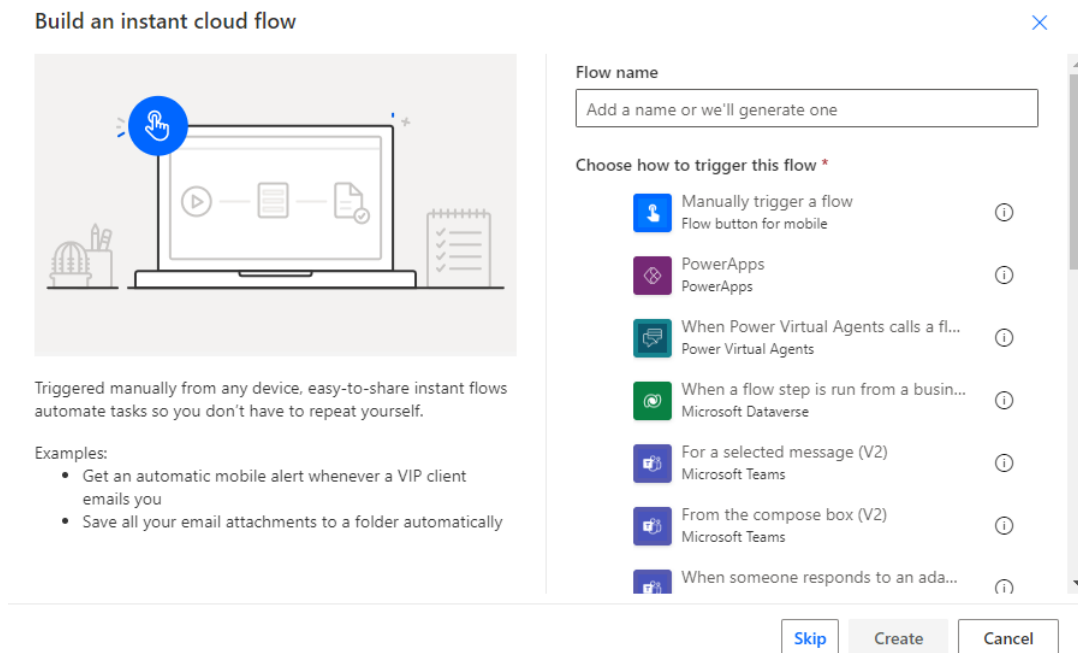 Build an instant cloud flow
Triggered manually from any device, easy-to-share instant flows
automate tasks so you don't have to repeat yourself.
Examples:
Get an automatic mobile alert whenever a VIP client
emails you
Save all your email attachments to a folder automatically
Flow name
Add a name or we'll generate one
Choose how to trigger this flow *
Manually trigger a flow
Flow button for mobile
PowerApps
PowerApps
When Power Virtual Agents calls a fl...
Power Virtual Agents
When a flow step is run from a busin...
Microsoft Dataverse
For a selected message (V2)
Microsoft Teams
From the compose box (V2)
Microsoft Teams
When someone responds to an ada...
Skip
Create
Cancel